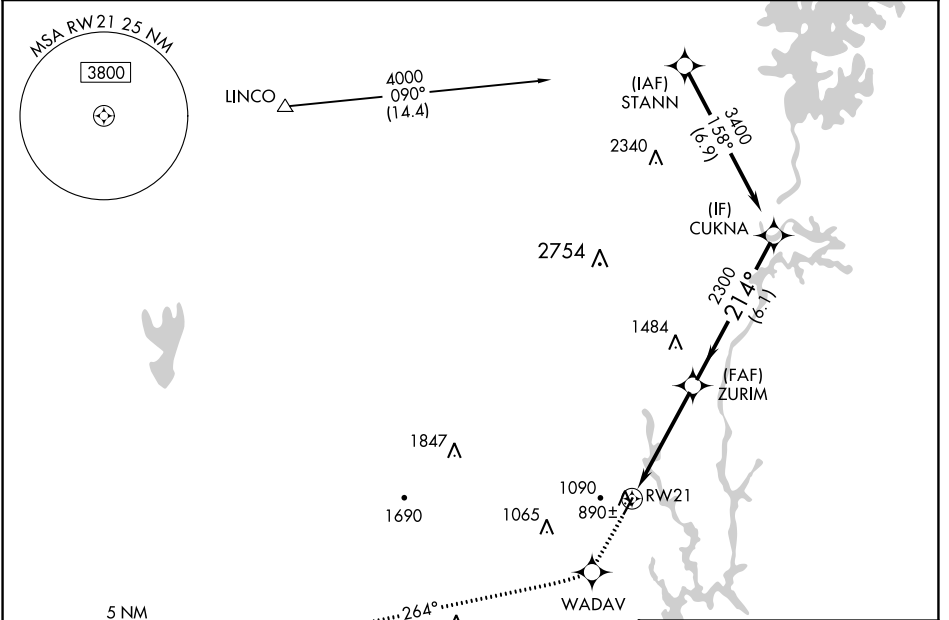 MSA RW21 25 NM
3800
LINCO
4000
090°
(14.4)
(IAF)
STANN
3400
158°
(6.9)
2340
(IF)
CUKNA
2754
2300
214°
(6.1)
1484
(FAF)
ZURIM
1847
1690
1090
RW21
890±
1065
WADAV
264°
5 NM